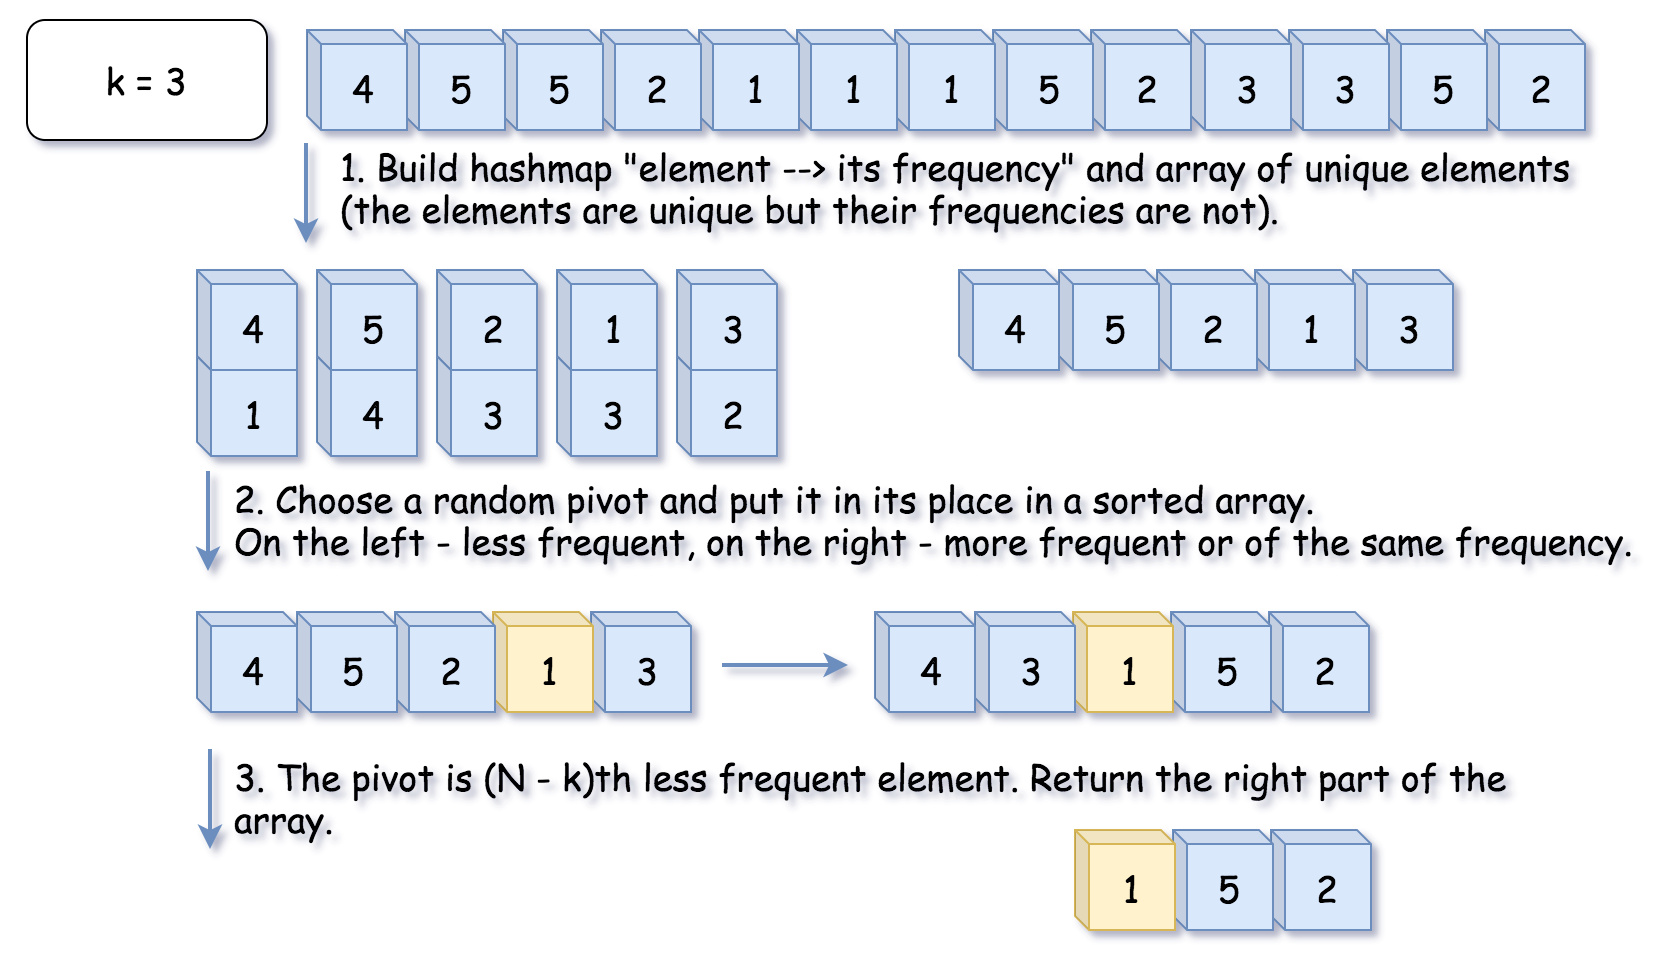 k = 3
4 5 5 2 1 1 1 5 2 3 3 5 2
1. Build hashmap "element --> its frequency" and array of unique elements
(the elements are unique but their frequencies are not).
4 5 2 1 3
4 5 2 1 3
1 4 3 3 2
2. Choose a random pivot and put it in its place in a sorted array.
On the left - less frequent, on the right - more frequent or of the same frequency.
4 5 2 1 3
4 3 1 5 2
3. The pivot is (N - k)th less frequent element. Return the right part of the
array.
1 5 2